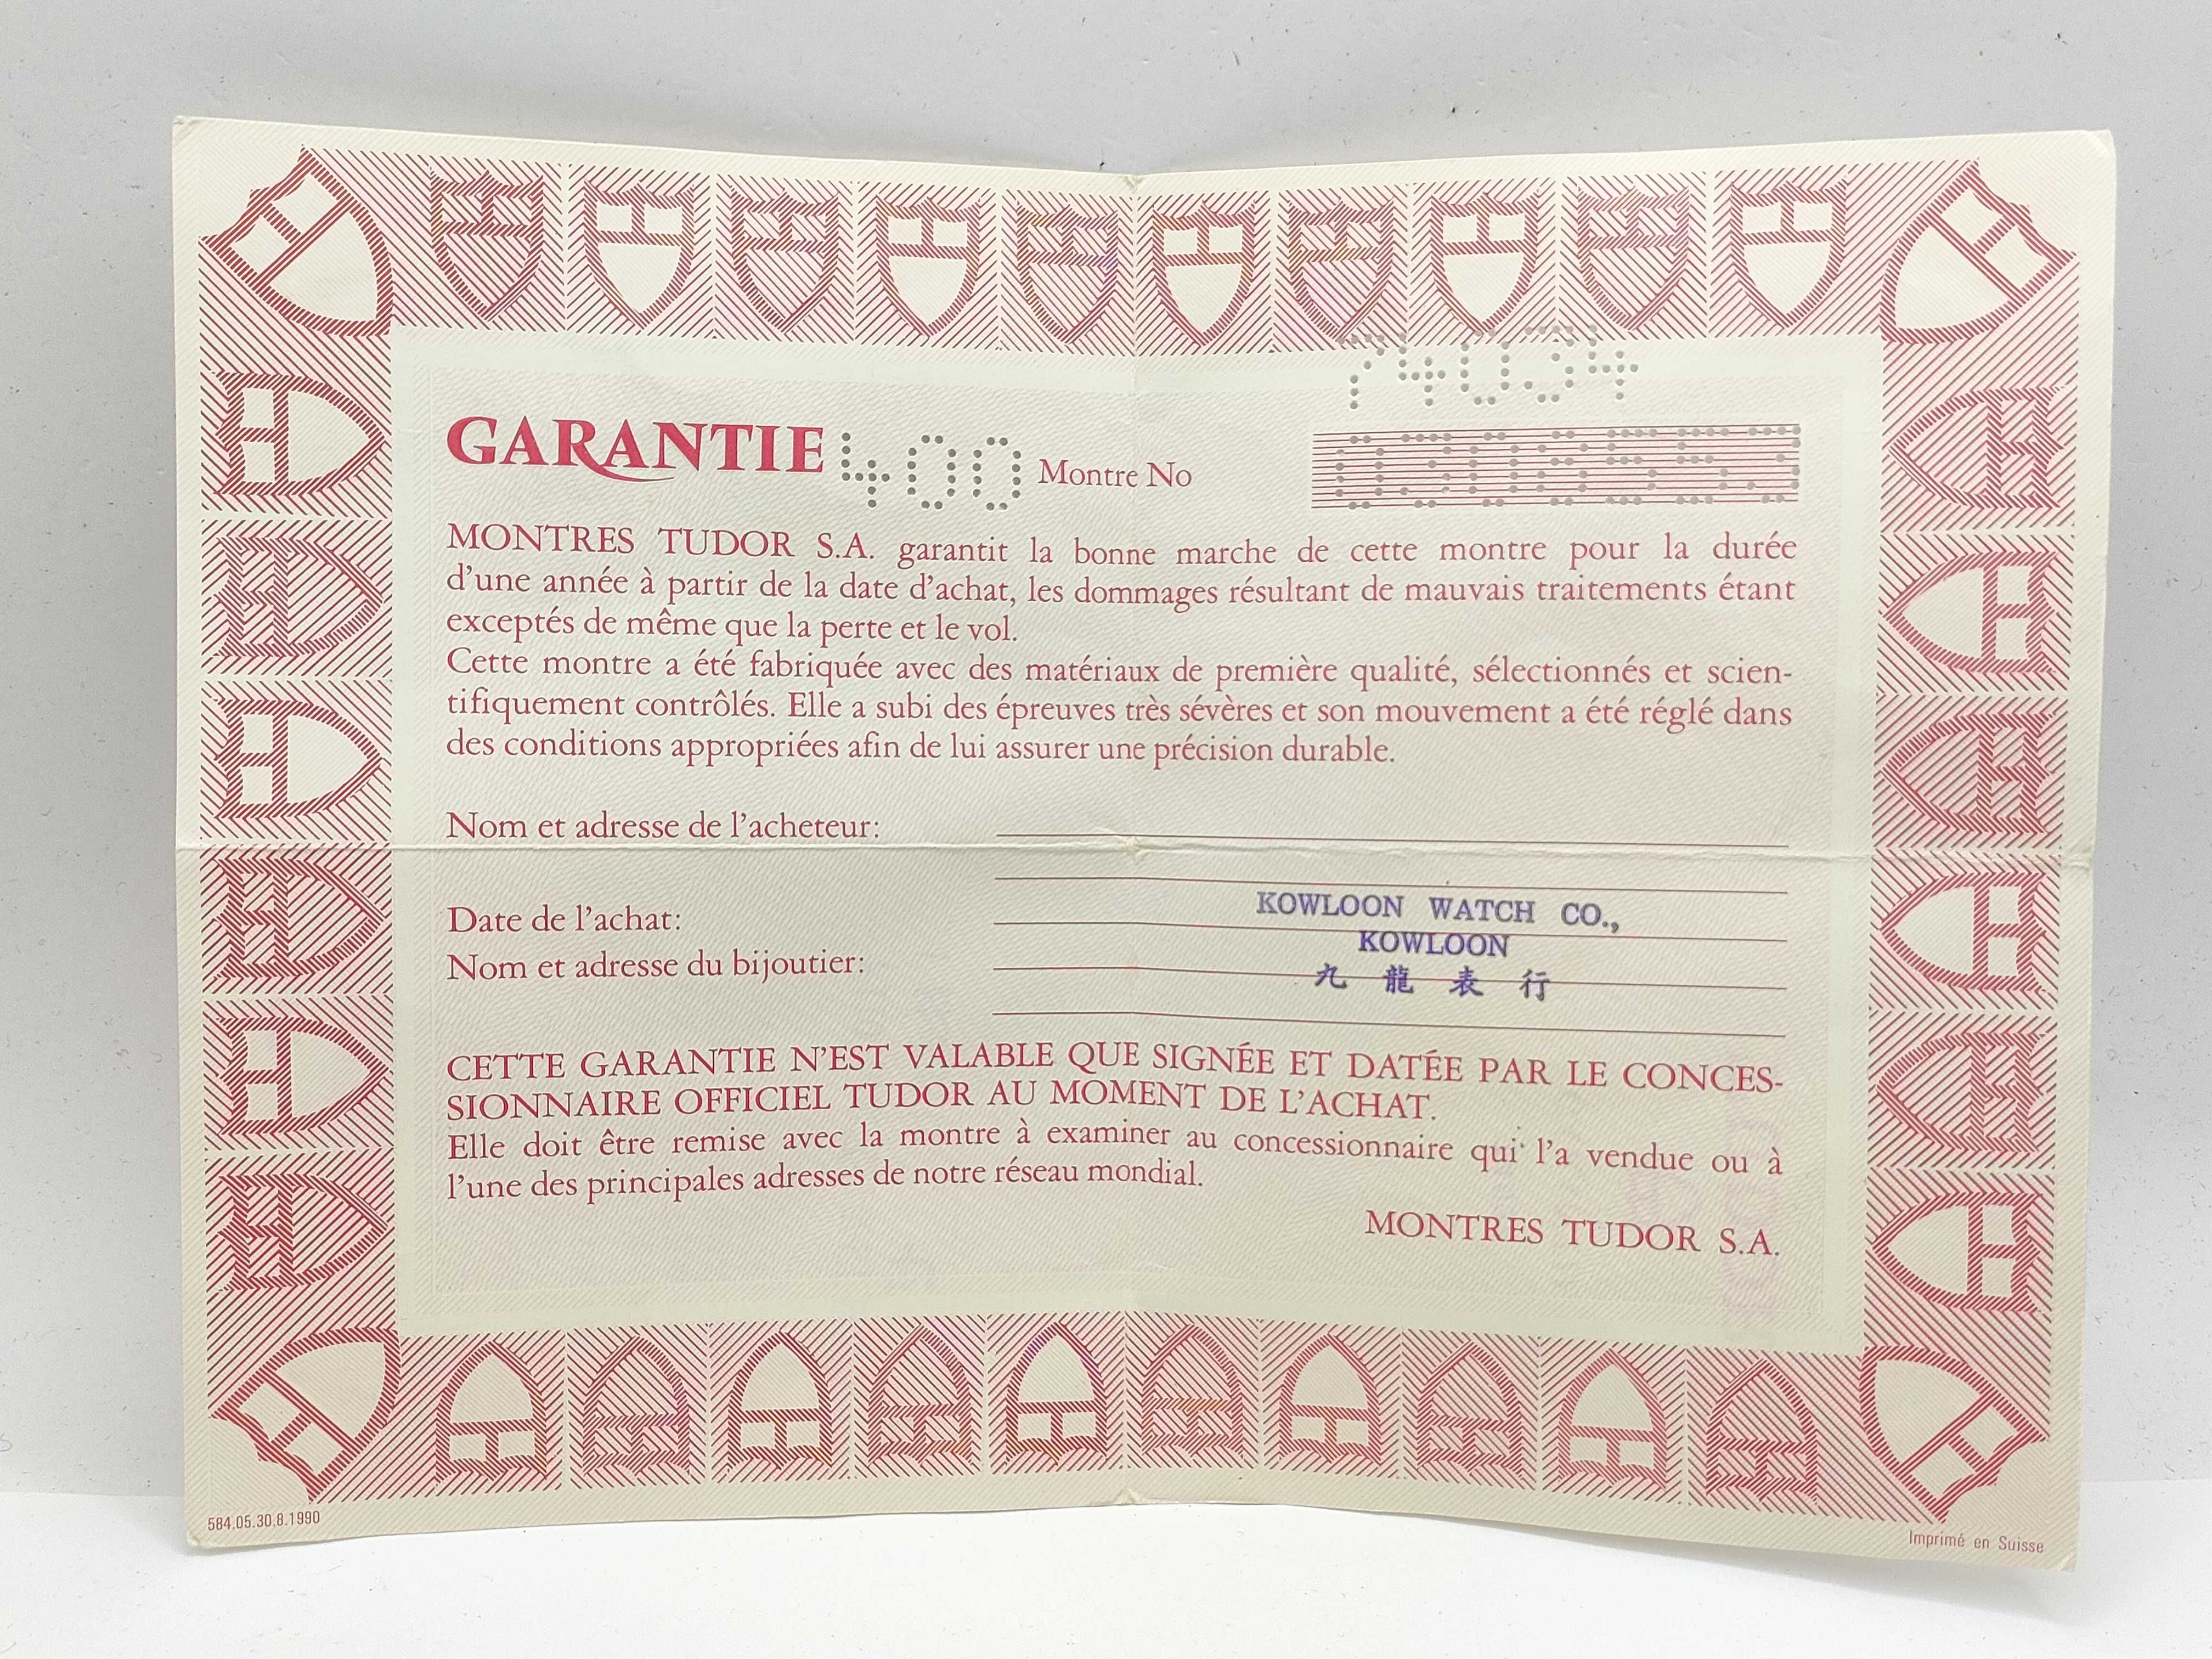 74034
GARANTIE 400 Montre No
MONTRES TUDOR S.A. garantit la bonne marche de cette montre pour la durée
d'une année à partir de la date d'achat, les dommages résultant de mauvais traitements étant
exceptés de même que la perte et le vol.
Cette montre a été fabriquée avec des matériaux de première qualité, sélectionnés et scien-
tifiquement contrôlés. Elle a subi des épreuves très sévères et son mouvement a été réglé dans
des conditions appropriées afin de lui assurer une précision durable.
Nom et adresse de l'acheteur:
Date de l'achat:
KOWLOON WATCH CO.,
KOWLOON
Nom et adresse du bijoutier:
九龍表行
CETTE GARANTIE N'EST VALABLE QUE SIGNÉE ET DATÉE PAR LE CONCES-
SIONNAIRE OFFICIEL TUDOR AU MOMENT DE L'ACHAT.
Elle doit être remise avec la montre à examiner au concessionnaire qui l'a vendue ou à
l'une des principales adresses de notre réseau mondial.
MONTRES TUDOR S.A.
584.05.30.8.1990
Imprimé en Suisse